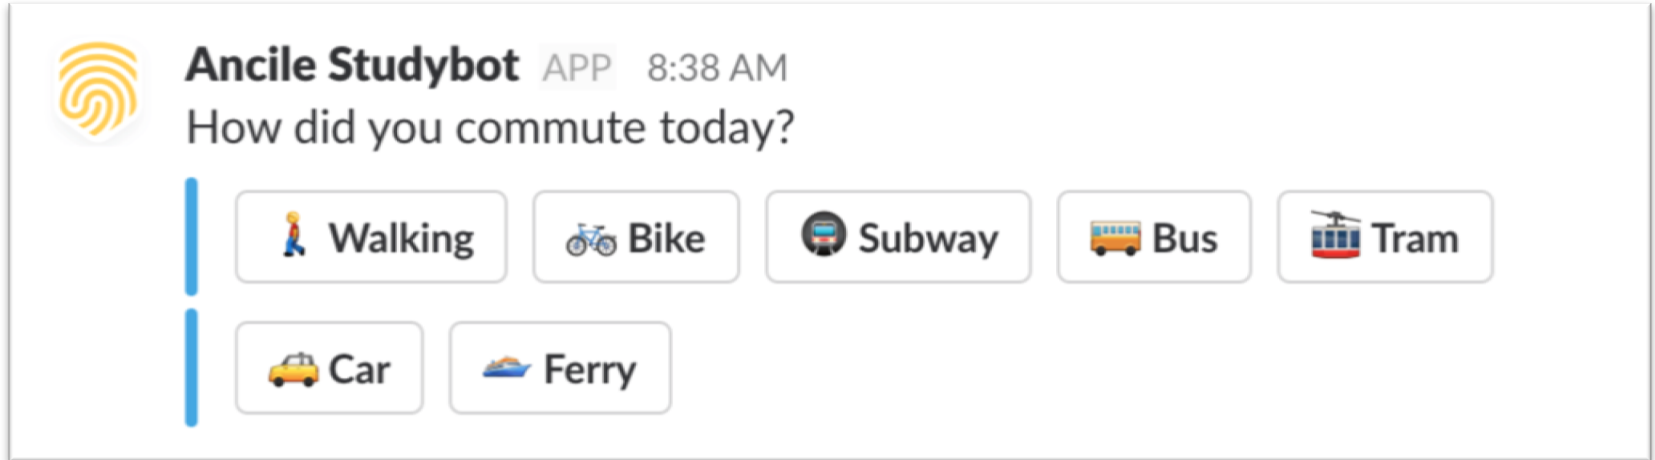 Ancile Studybot APP 8:38 AM
How did you commute today?
Walking Bike Subway Bus Tram
Car Ferry